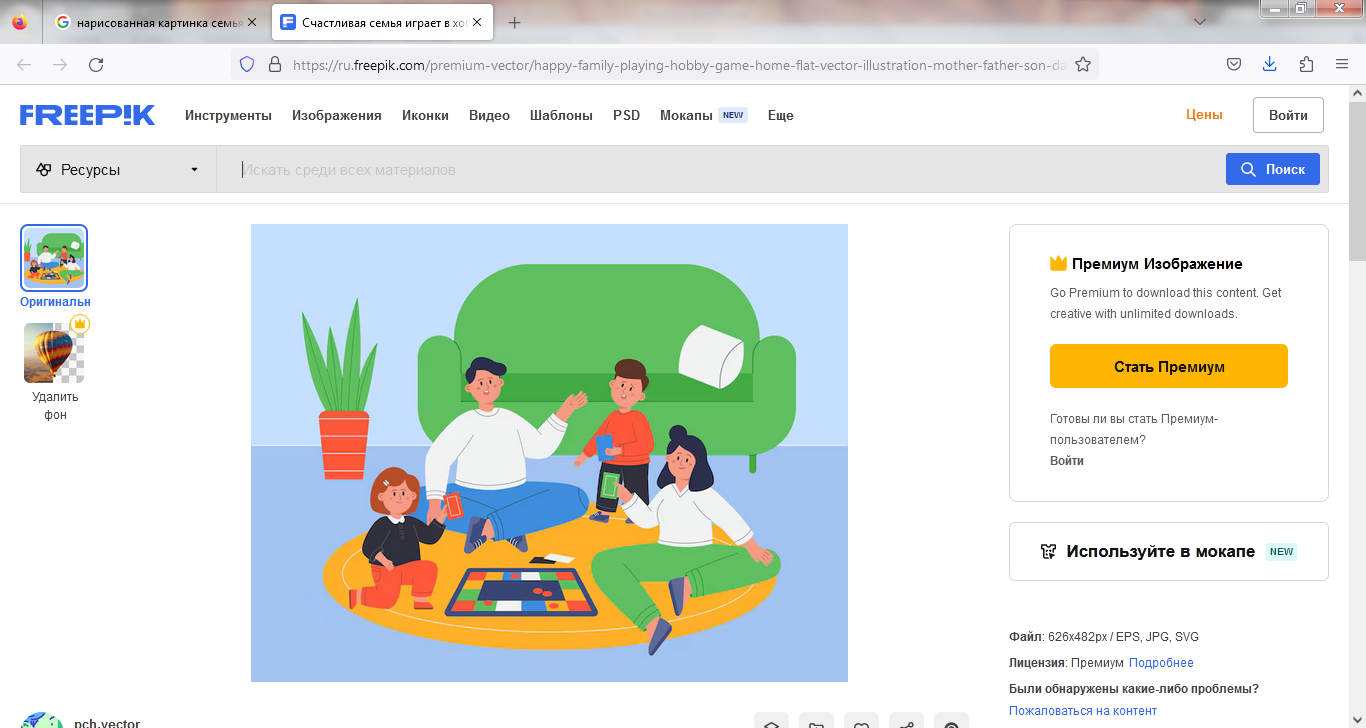 нарисованная картинка семья
Счастливая семья играет в хоб
https://ru.freepik.com/premium-vector/happy-family-playing-hobby-game-home-flat-vector-illustration-mother-father-son-da
FREEPIK
Инструменты
Изображения
Иконки
Видео
Шаблоны
PSD
Мокапы NEW
Еще
Цены
Войти
Ресурсы
Искать среди всех материалов
Поиск
Оригинальн
Удалить
фон
Премиум Изображение
Go Premium to download this content. Get
creative with unlimited downloads.
Стать Премиум
Готовы ли вы стать Премиум-
пользователем?
Войти
Используйте в мокапе NEW
Файл: 626x482px / EPS, JPG, SVG
Лицензия: Премиум Подробнее
Были обнаружены какие-либо проблемы?
Пожаловаться на контент
pch.vector